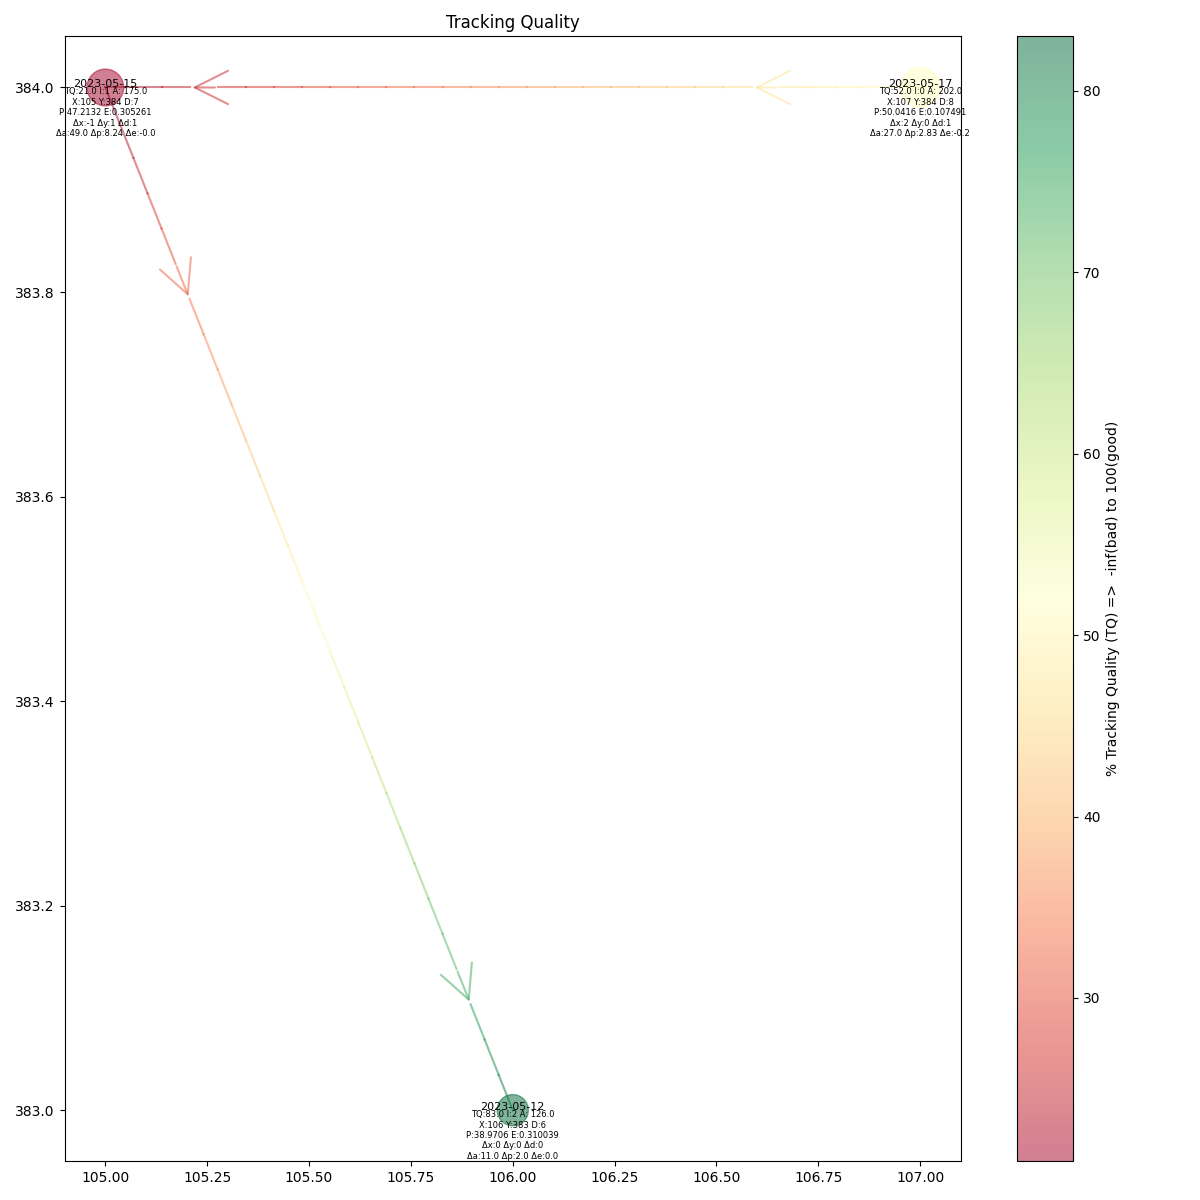 Tracking Quality
384.0
383.8
383.6
383.4
383.2
383.0
2023-05-15
TQ:21.0 I:1 A: 175.0
X:105 Y:384 D:7
P:47.2132 E:0.305261
Δx:-1 Δy:1 Δd:1
Δa:49.0 Δp:8.24 Δe:-0.0
2023-05-17
TQ:52.0 I:0 A: 202.0
X:107 Y:384 D:8
P:50.0416 E:0.107491
Δx:2 Δy:0 Δd:1
Δa:27.0 Δp:2.83 Δe:-0.2
2023-05-12
TQ:83.0 I:2 A: 126.0
X:106 Y:383 D:6
P:38.9706 E:0.310039
Δx:0 Δy:0 Δd:0
Δa:11.0 Δp:2.0 Δe:0.0
105.00 105.25 105.50 105.75 106.00 106.25 106.50 106.75 107.00
80
70
60
50
40
30
% Tracking Quality (TQ) => -inf(bad) to 100(good)